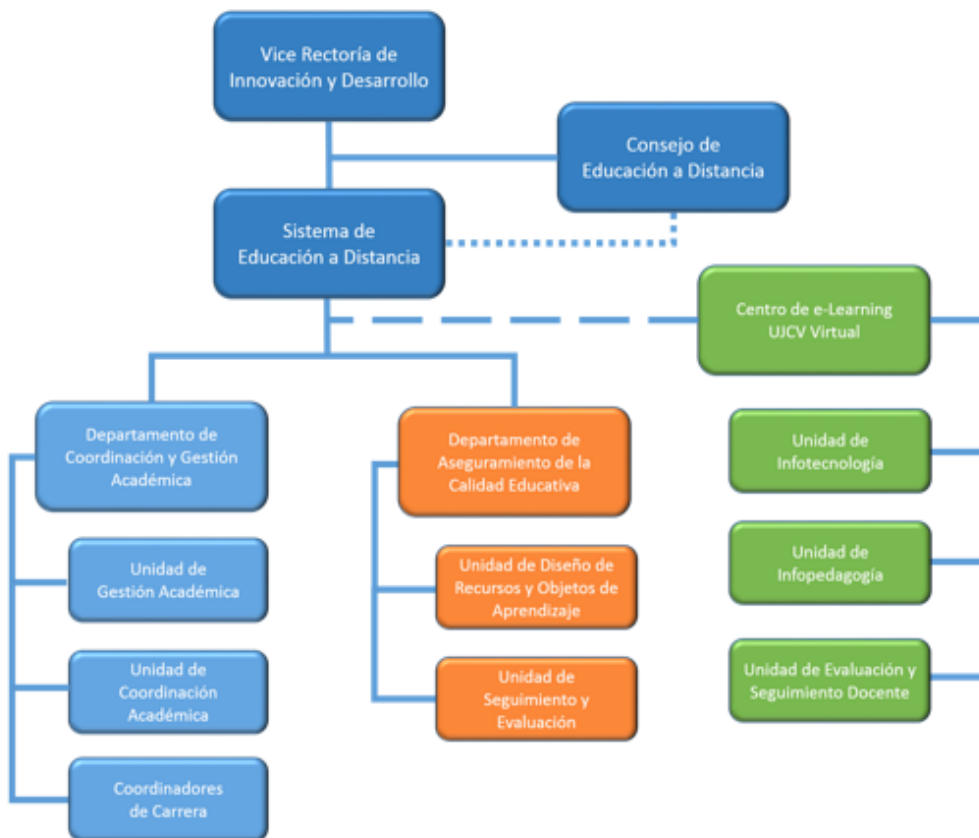 Vice Rectoría de
Innovación y Desarrollo
Consejo de
Educación a Distancia
Sistema de
Educación a Distancia
Centro de e-Learning
UJCV Virtual
Departamento de
Coordinación y Gestión
Académica
Unidad de
Gestión Académica
Unidad de
Coordinación
Académica
Coordinadores
de Carrera
Departamento de
Aseguramiento de la
Calidad Educativa
Unidad de Diseño de
Recursos y Objetos de
Aprendizaje
Unidad de
Seguimiento y
Evaluación
Unidad de
Infotecnología
Unidad de
Infopedagogía
Unidad de Evaluación y
Seguimiento Docente